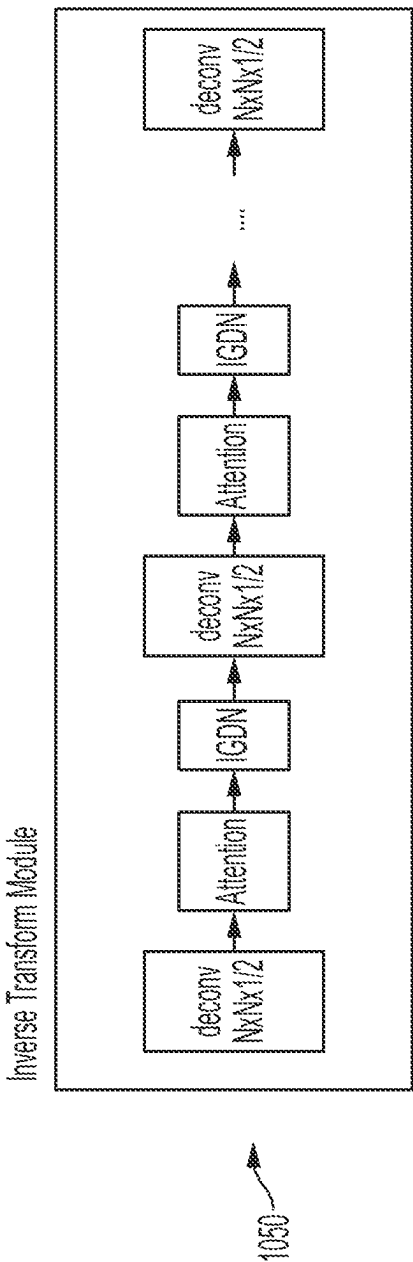 Inverse Transform Module
deconv
NxNx1/2
Attention
IGDN
deconv
NxNx1/2
Attention
IGDN
...
deconv
NxNx1/2
1050